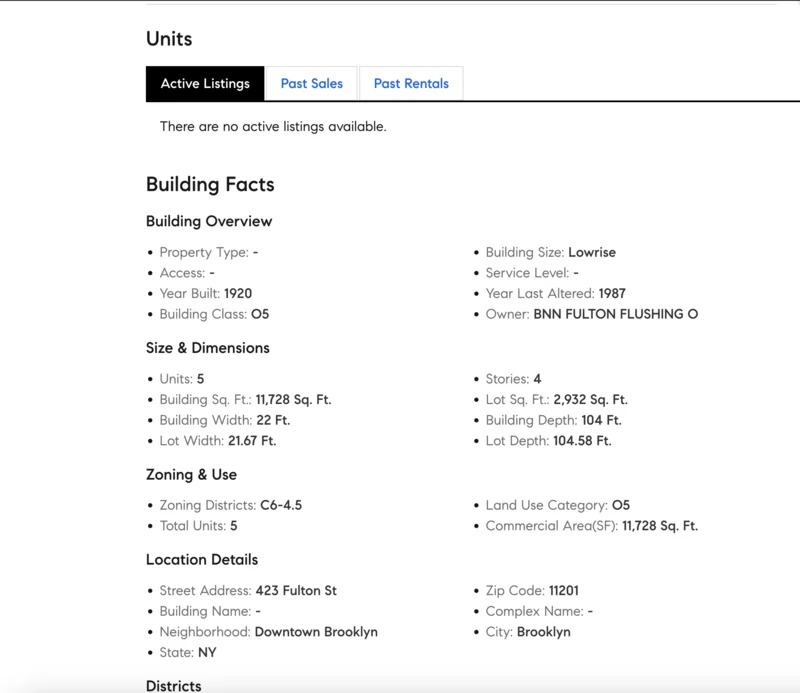 Units
Active Listings Past Sales Past Rentals
There are no active listings available.
Building Facts
Building Overview
• Property Type: - • Building Size: Lowrise
• Access: - • Service Level: -
• Year Built: 1920 • Year Last Altered: 1987
• Building Class: O5 • Owner: BNN FULTON FLUSHING O
Size & Dimensions
• Units: 5 • Stories: 4
• Building Sq. Ft.: 11,728 Sq. Ft. • Lot Sq. Ft.: 2,932 Sq. Ft.
• Building Width: 22 Ft. • Building Depth: 104 Ft.
• Lot Width: 21.67 Ft. • Lot Depth: 104.58 Ft.
Zoning & Use
• Zoning Districts: C6-4.5 • Land Use Category: O5
• Total Units: 5 • Commercial Area(SF): 11,728 Sq. Ft.
Location Details
• Street Address: 423 Fulton St • Zip Code: 11201
• Building Name: - • Complex Name: -
• Neighborhood: Downtown Brooklyn • City: Brooklyn
• State: NY
Districts